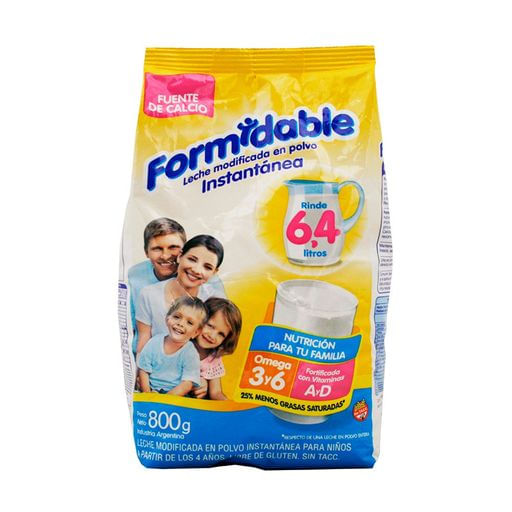 FUENTE
DE CALCIO
Formidable
Leche modificada en polvo
Instantánea
Rinde
6,4
litros
NUTRICIÓN
PARA TU FAMILIA
Omega
3y6
Fortificada
con Vitaminas
AyD
25% MENOS GRASAS SATURADAS*
*RESPECTO DE UNA LECHE EN POLVO ENTERA
Peso
Neto
800g
Industria Argentina
LECHE MODIFICADA EN POLVO INSTANTÁNEA PARA NIÑOS
A PARTIR DE LOS 4 AÑOS. LIBRE DE GLUTEN. SIN TACC.